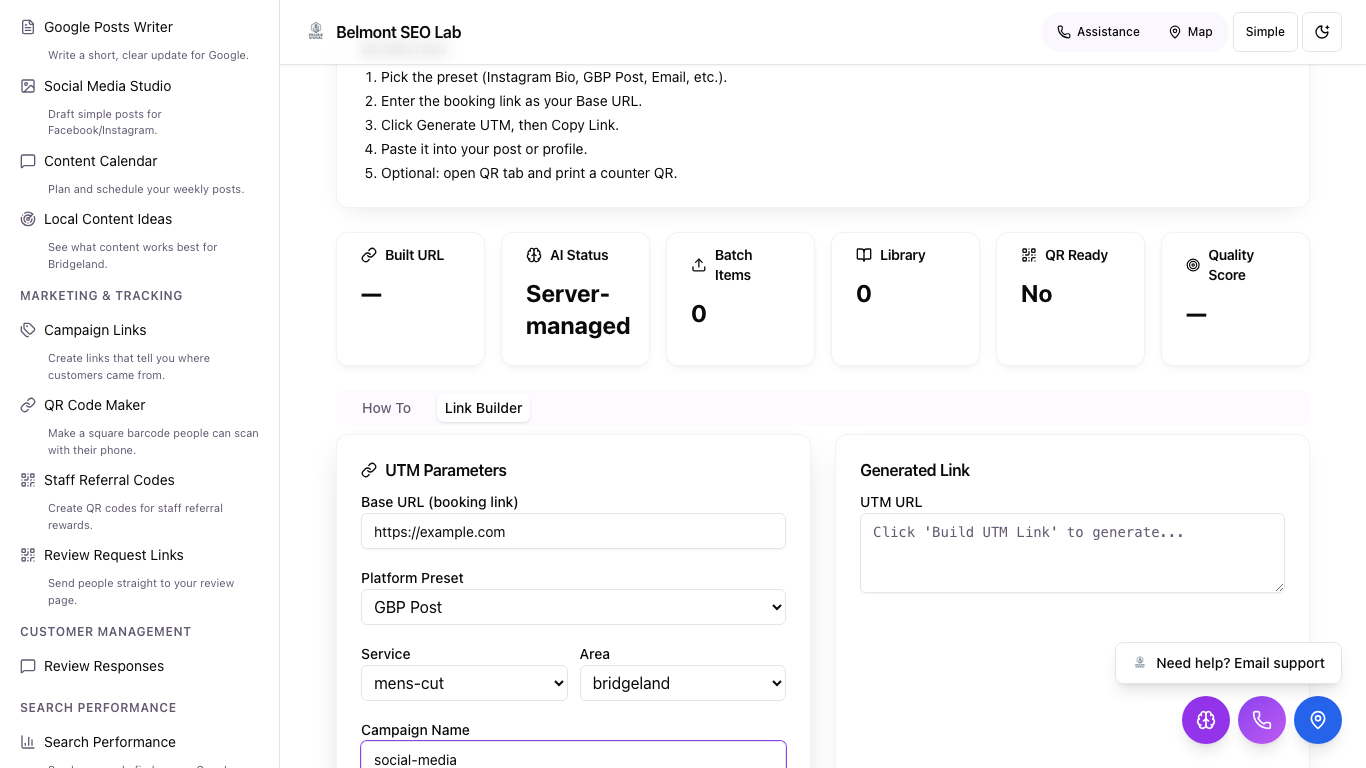 Google Posts Writer
Write a short, clear update for Google.
Social Media Studio
Draft simple posts for
Facebook/Instagram.
Content Calendar
Plan and schedule your weekly posts.
Local Content Ideas
See what content works best for
Bridgeland.
MARKETING & TRACKING
Campaign Links
Create links that tell you where
customers came from.
QR Code Maker
Make a square barcode people can scan
with their phone.
Staff Referral Codes
Create QR codes for staff referral
rewards.
Review Request Links
Send people straight to your review
page.
CUSTOMER MANAGEMENT
Review Responses
SEARCH PERFORMANCE
Search Performance
Belmont SEO Lab
Assistance
Map
Simple
1. Pick the preset (Instagram Bio, GBP Post, Email, etc.).
2. Enter the booking link as your Base URL.
3. Click Generate UTM, then Copy Link.
4. Paste it into your post or profile.
5. Optional: open QR tab and print a counter QR.
Built URL
—
AI Status
Server-
managed
Batch
Items
0
Library
0
QR Ready
No
Quality
Score
—
How To
Link Builder
UTM Parameters
Base URL (booking link)
https://example.com
Platform Preset
GBP Post
Service
mens-cut
Area
bridgeland
Campaign Name
social-media
Generated Link
UTM URL
Click 'Build UTM Link' to generate...
Need help? Email support